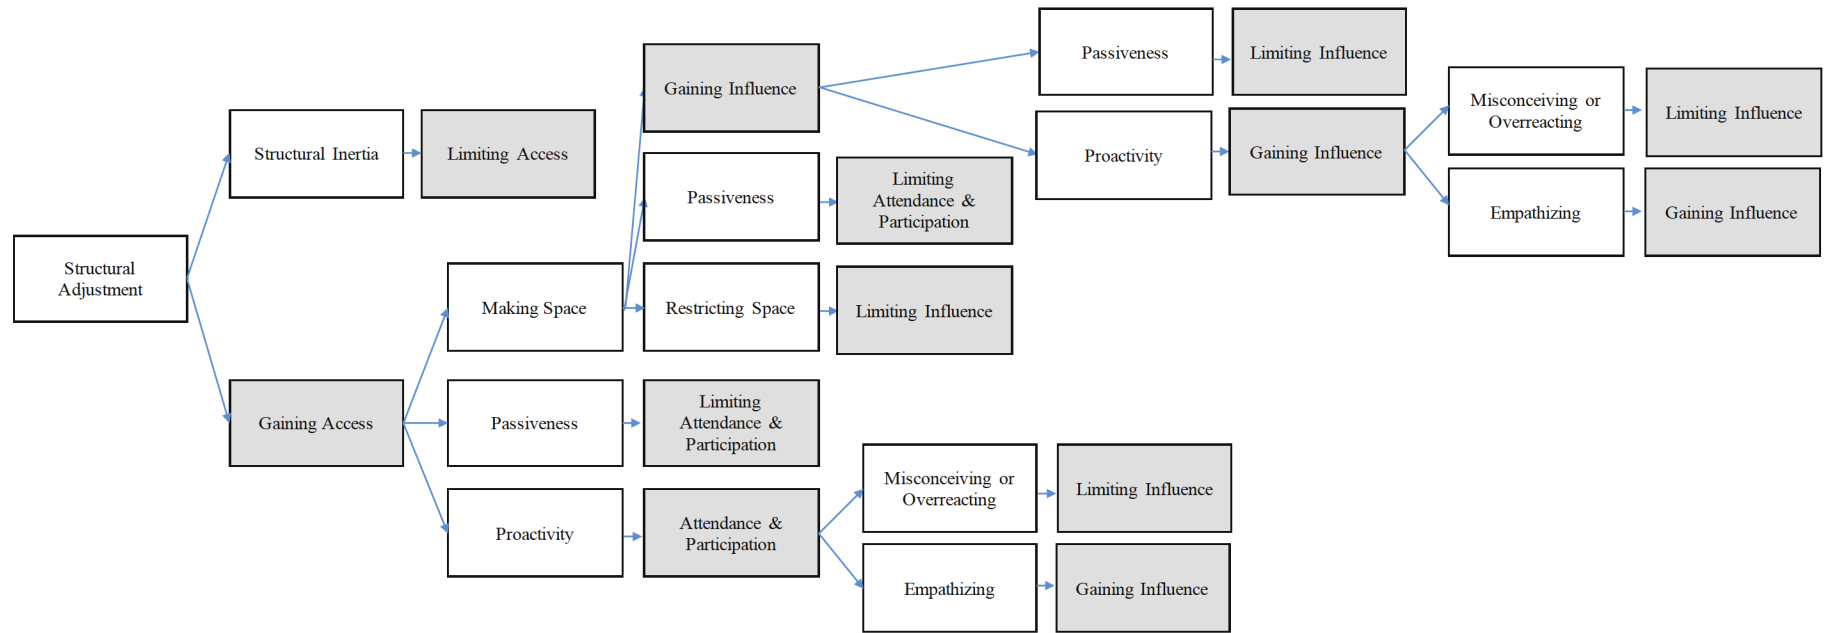 Structural
Adjustment
Structural Inertia
Limiting Access
Gaining Access
Making Space
Passiveness
Proactivity
Gaining Influence
Passiveness
Restricting Space
Limiting
Attendance &
Participation
Attendance &
Participation
Limiting
Attendance &
Participation
Limiting Influence
Misconceiving or
Overreacting
Empathizing
Limiting Influence
Gaining Influence
Passiveness
Proactivity
Limiting Influence
Gaining Influence
Misconceiving or
Overreacting
Empathizing
Limiting Influence
Gaining Influence